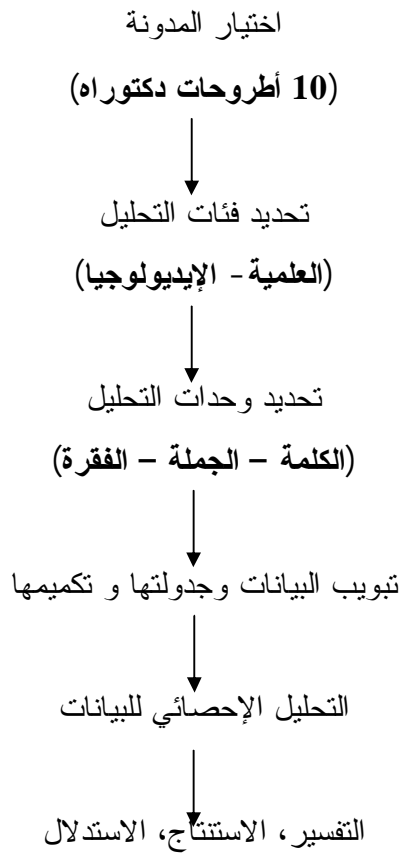 اختيار المدونة
(10 أطروحات دكتوراه)
تحديد فئات التحليل
(العلمية - الإيديولوجيا)
تحديد وحدات التحليل
(الكلمة – الجملة – الفقرة)
تبويب البيانات وجدولتها و تكميمها
التحليل الإحصائي للبيانات
التفسير، الاستنتاج، الاستدلال